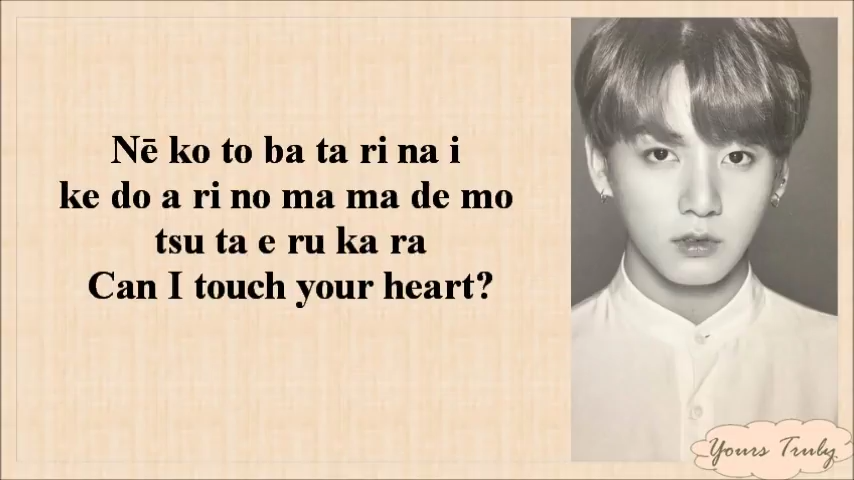 Nē ko to ba ta ri na i
ke do a ri no ma ma de mo
tsu ta e ru ka ra
Can I touch your heart?
Yours Truly